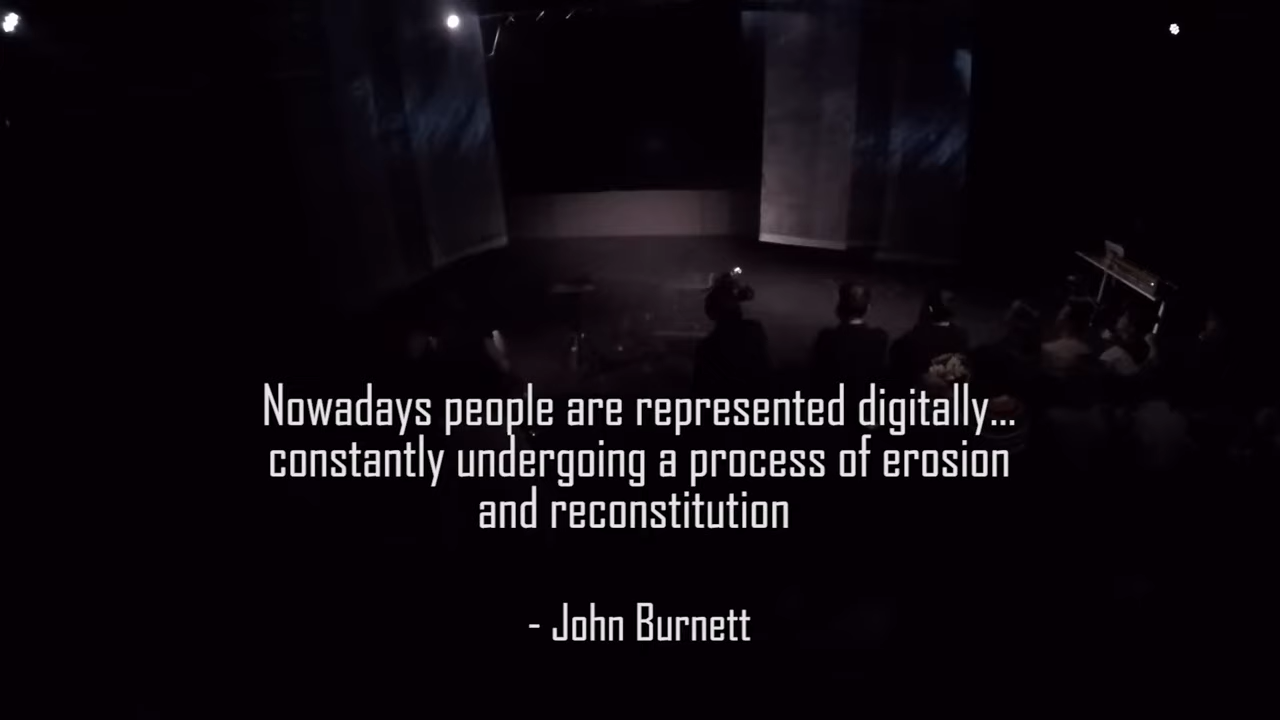 Nowadays people are represented digitally...
constantly undergoing a process of erosion
and reconstitution
- John Burnett